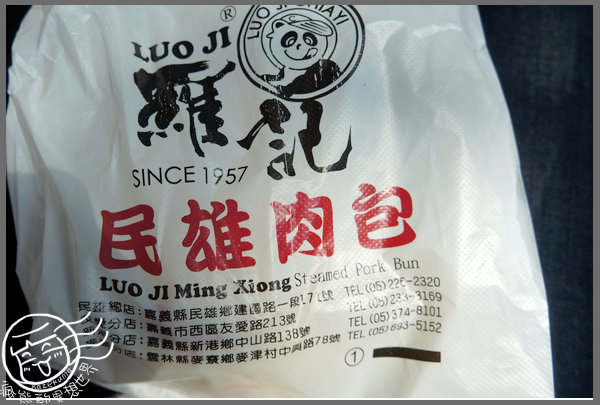 LUO JI ®
LUO JI CHIAYI
羅記
SINCE 1957
民雄肉包
LUO JI Ming Xiong Steamed Pork Bun
民雄總店：嘉義縣民雄鄉建國路一段171號 TEL(05)226-2320
分店：嘉義市西區友愛路213號 TEL(05)233-3169
分店：嘉義縣新港鄉中山路138號 TEL(05)374-8101
分店：雲林縣麥寮鄉麥津村中興路78號 TEL(05)693-5152
①